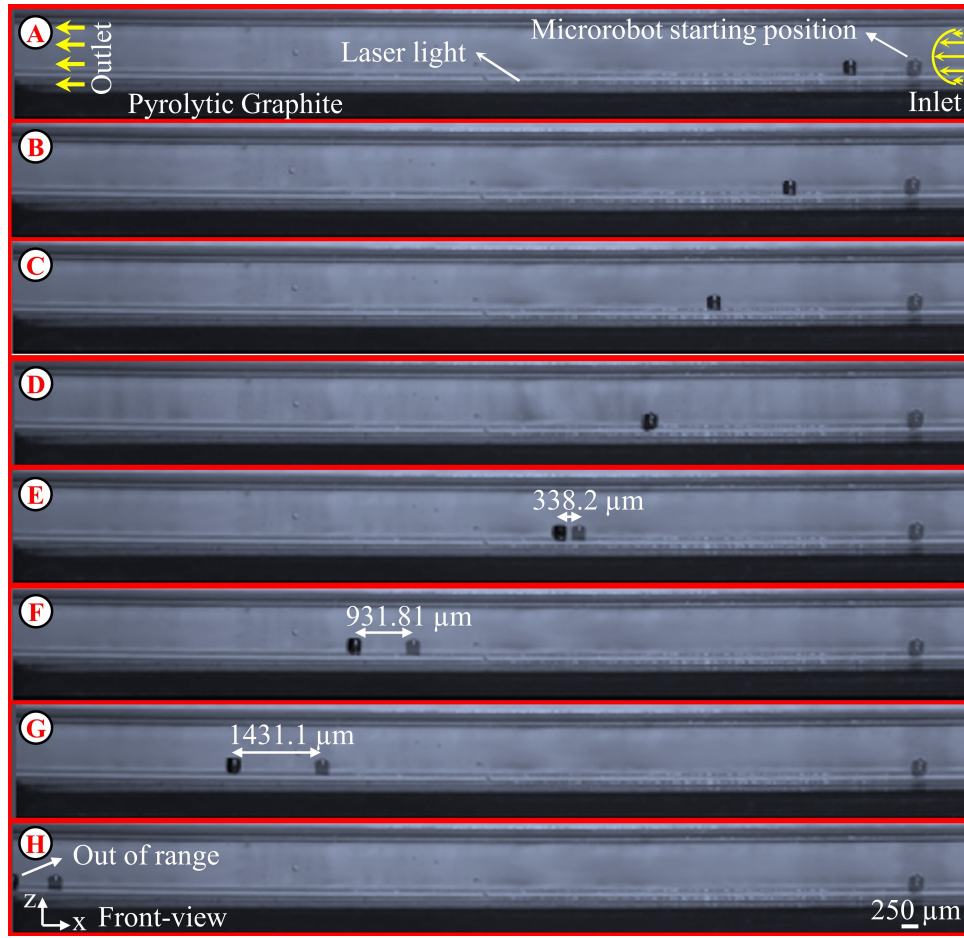 A
Outlet
Laser light
Microrobot starting position
Pyrolytic Graphite
Inlet
B
C
D
E
338.2 µm
F
931.81 µm
G
1431.1 µm
H
Out of range
z
x
Front-view
250 µm